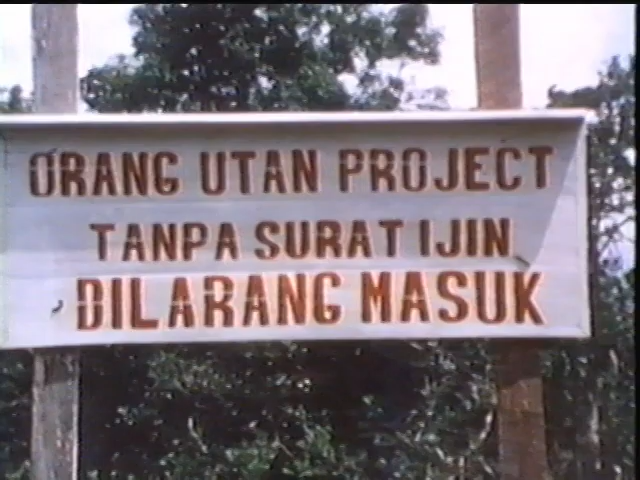 ORANG UTAN PROJECT
TANPA SURAT IJIN
DILARANG MASUK